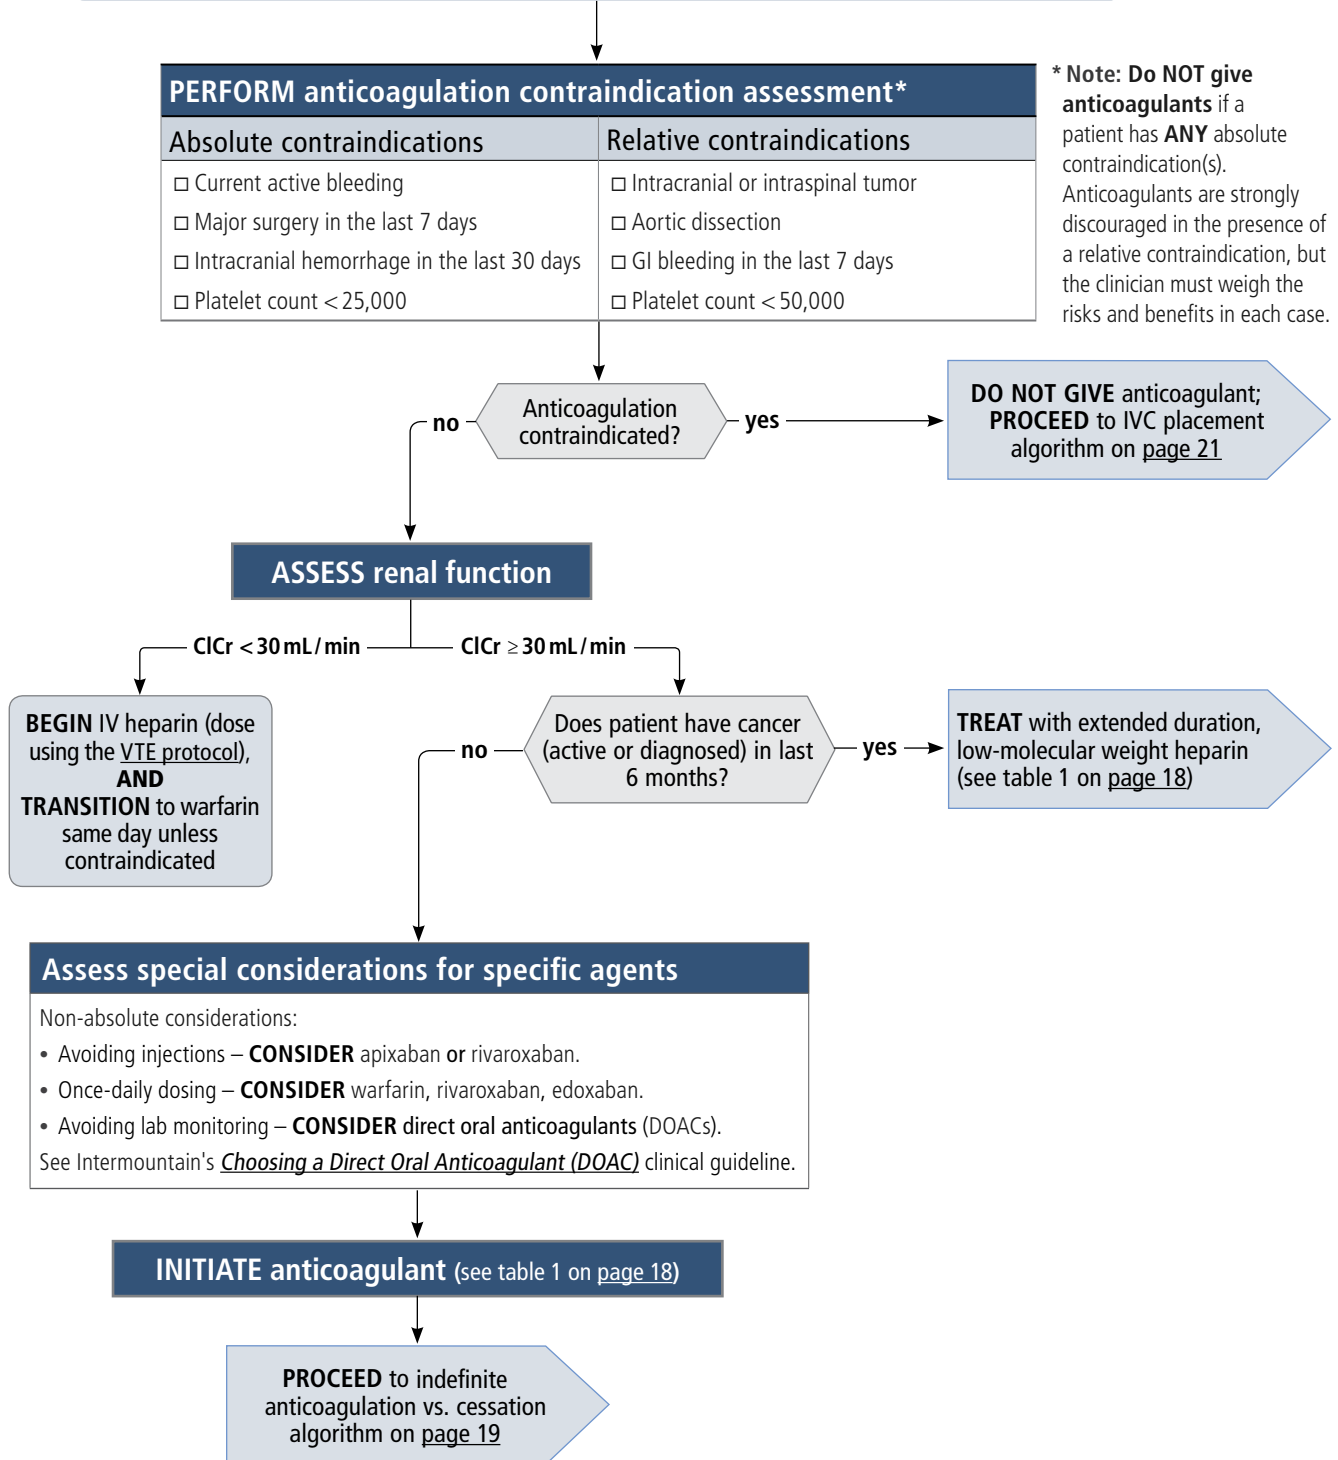 PERFORM anticoagulation contraindication assessment*
Absolute contraindications
□ Current active bleeding
□ Major surgery in the last 7 days
□ Intracranial hemorrhage in the last 30 days
□ Platelet count < 25,000
Relative contraindications
□ Intracranial or intraspinal tumor
□ Aortic dissection
□ GI bleeding in the last 7 days
□ Platelet count < 50,000
* Note: Do NOT give
anticoagulants if a
patient has ANY absolute
contraindication(s).
Anticoagulants are strongly
discouraged in the presence of
a relative contraindication, but
the clinician must weigh the
risks and benefits in each case.
Anticoagulation
contraindicated?
no
yes
DO NOT GIVE anticoagulant;
PROCEED to IVC placement
algorithm on page 21
ASSESS renal function
ClCr < 30 mL / min
ClCr ≥ 30 mL / min
BEGIN IV heparin (dose
using the VTE protocol),
AND
TRANSITION to warfarin
same day unless
contraindicated
Does patient have cancer
(active or diagnosed) in last
6 months?
no
yes
TREAT with extended duration,
low-molecular weight heparin
(see table 1 on page 18)
Assess special considerations for specific agents
Non-absolute considerations:
• Avoiding injections – CONSIDER apixaban or rivaroxaban.
• Once-daily dosing – CONSIDER warfarin, rivaroxaban, edoxaban.
• Avoiding lab monitoring – CONSIDER direct oral anticoagulants (DOACs).
See Intermountain's Choosing a Direct Oral Anticoagulant (DOAC) clinical guideline.
INITIATE anticoagulant (see table 1 on page 18)
PROCEED to indefinite
anticoagulation vs. cessation
algorithm on page 19